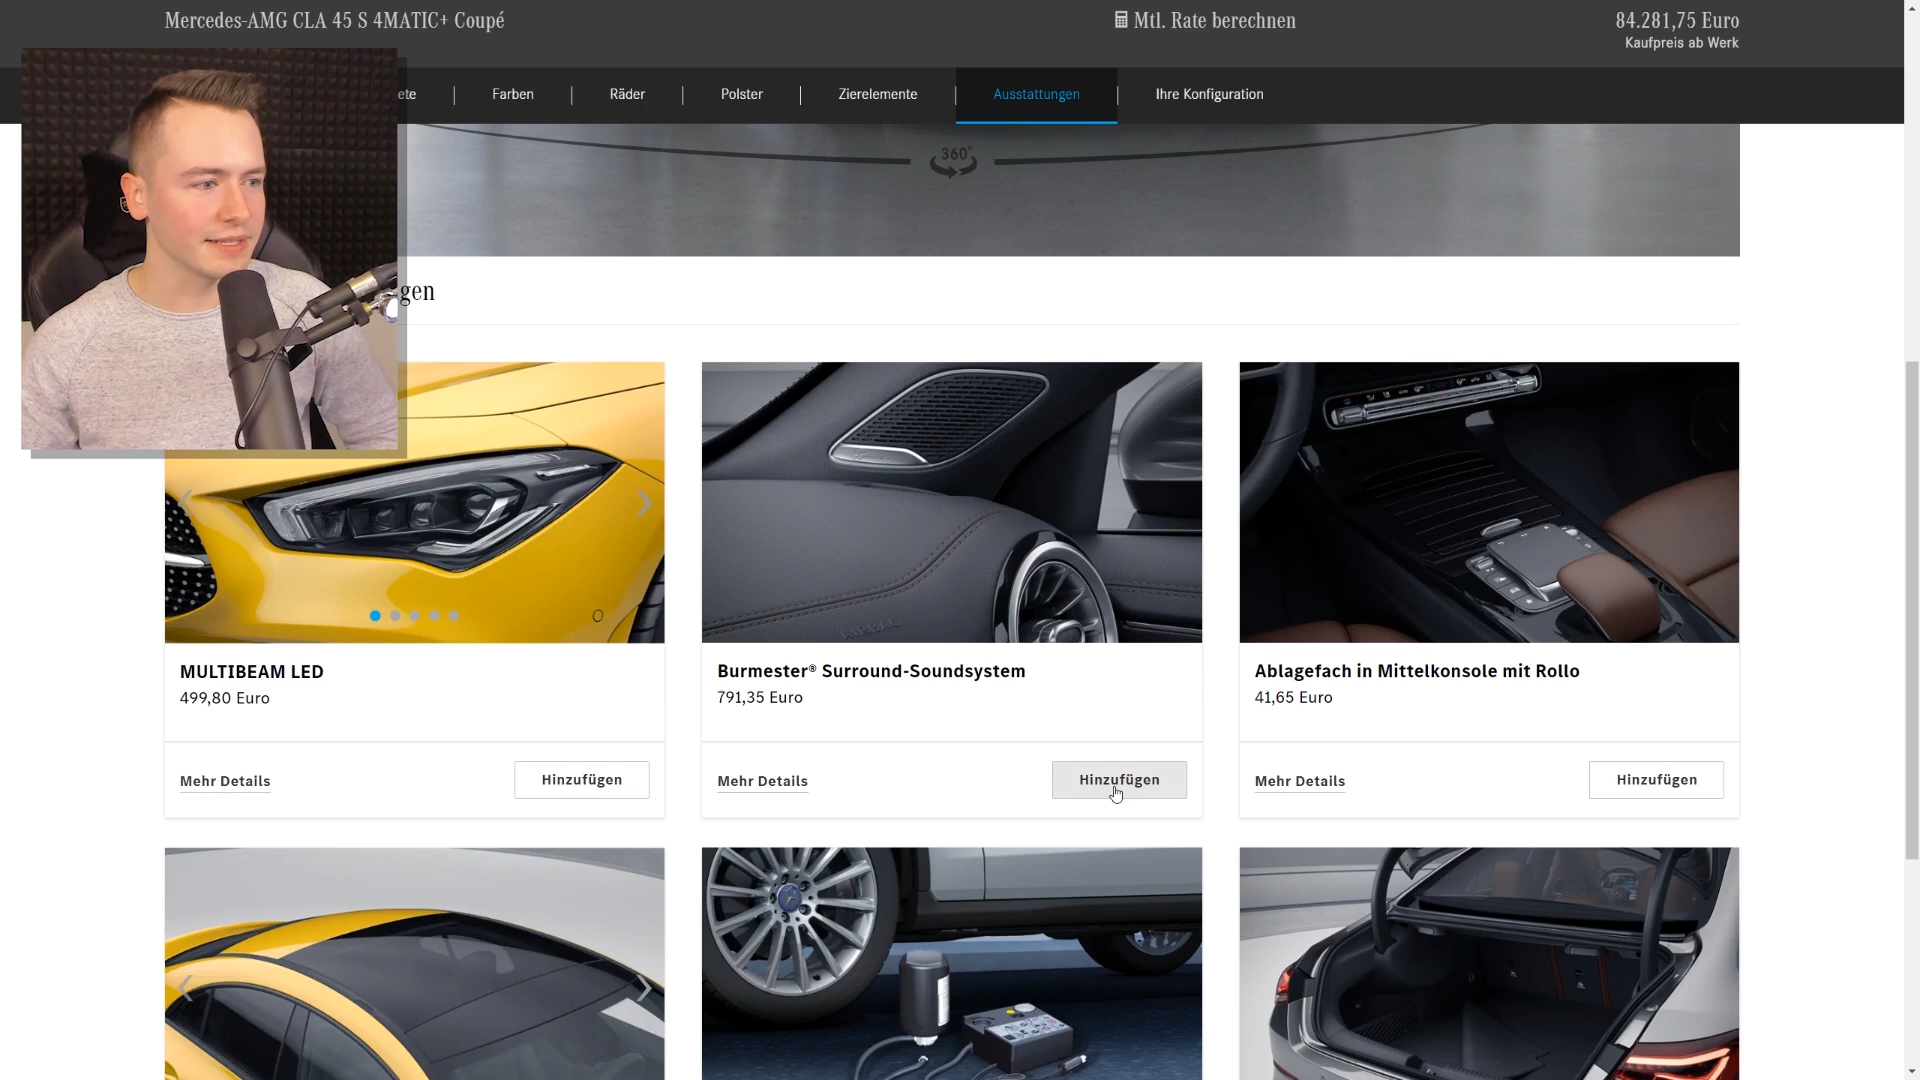 Mercedes-AMG CLA 45 S 4MATIC+ Coupé
Mtl. Rate berechnen
84.281,75 Euro
Kaufpreis ab Werk
ete
Farben
Räder
Polster
Zierelemente
Ausstattungen
Ihre Konfiguration
360°
gen
MULTIBEAM LED
499,80 Euro
Mehr Details
Hinzufügen
Burmester® Surround-Soundsystem
791,35 Euro
Mehr Details
Hinzufügen
Ablagefach in Mittelkonsole mit Rollo
41,65 Euro
Mehr Details
Hinzufügen